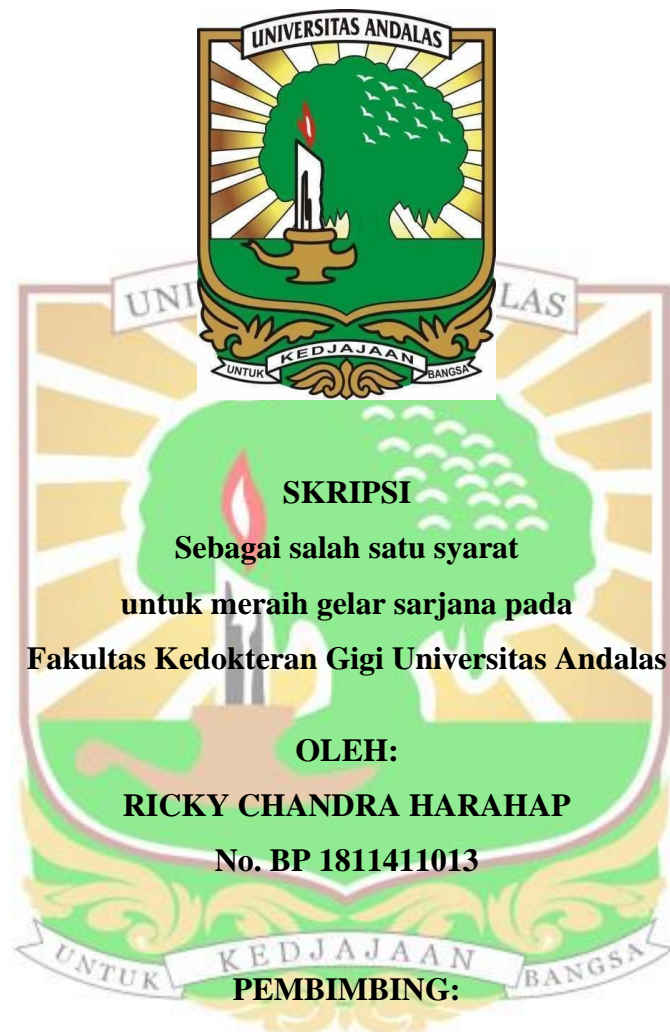 UNIVERSITAS ANDALAS
UNTUK KEDJAJAAN BANGSA
SKRIPSI
Sebagai salah satu syarat
untuk meraih gelar sarjana pada
Fakultas Kedokteran Gigi Universitas Andalas
OLEH:
RICKY CHANDRA HARAHAP
No. BP 1811411013
UNTUK KEDJAJAAN BANGSA
PEMBIMBING: